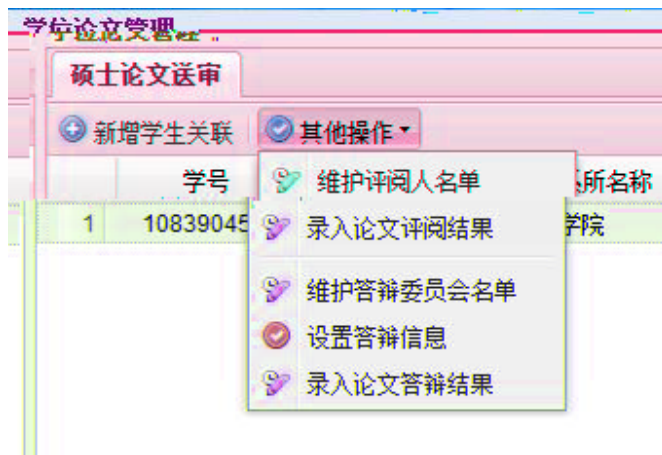 学位论文管理
硕士论文送审
新增学生关联 其他操作
学号 所名称
1 10839045 学院
维护评阅人名单
录入论文评阅结果
维护答辩委员会名单
设置答辩信息
录入论文答辩结果